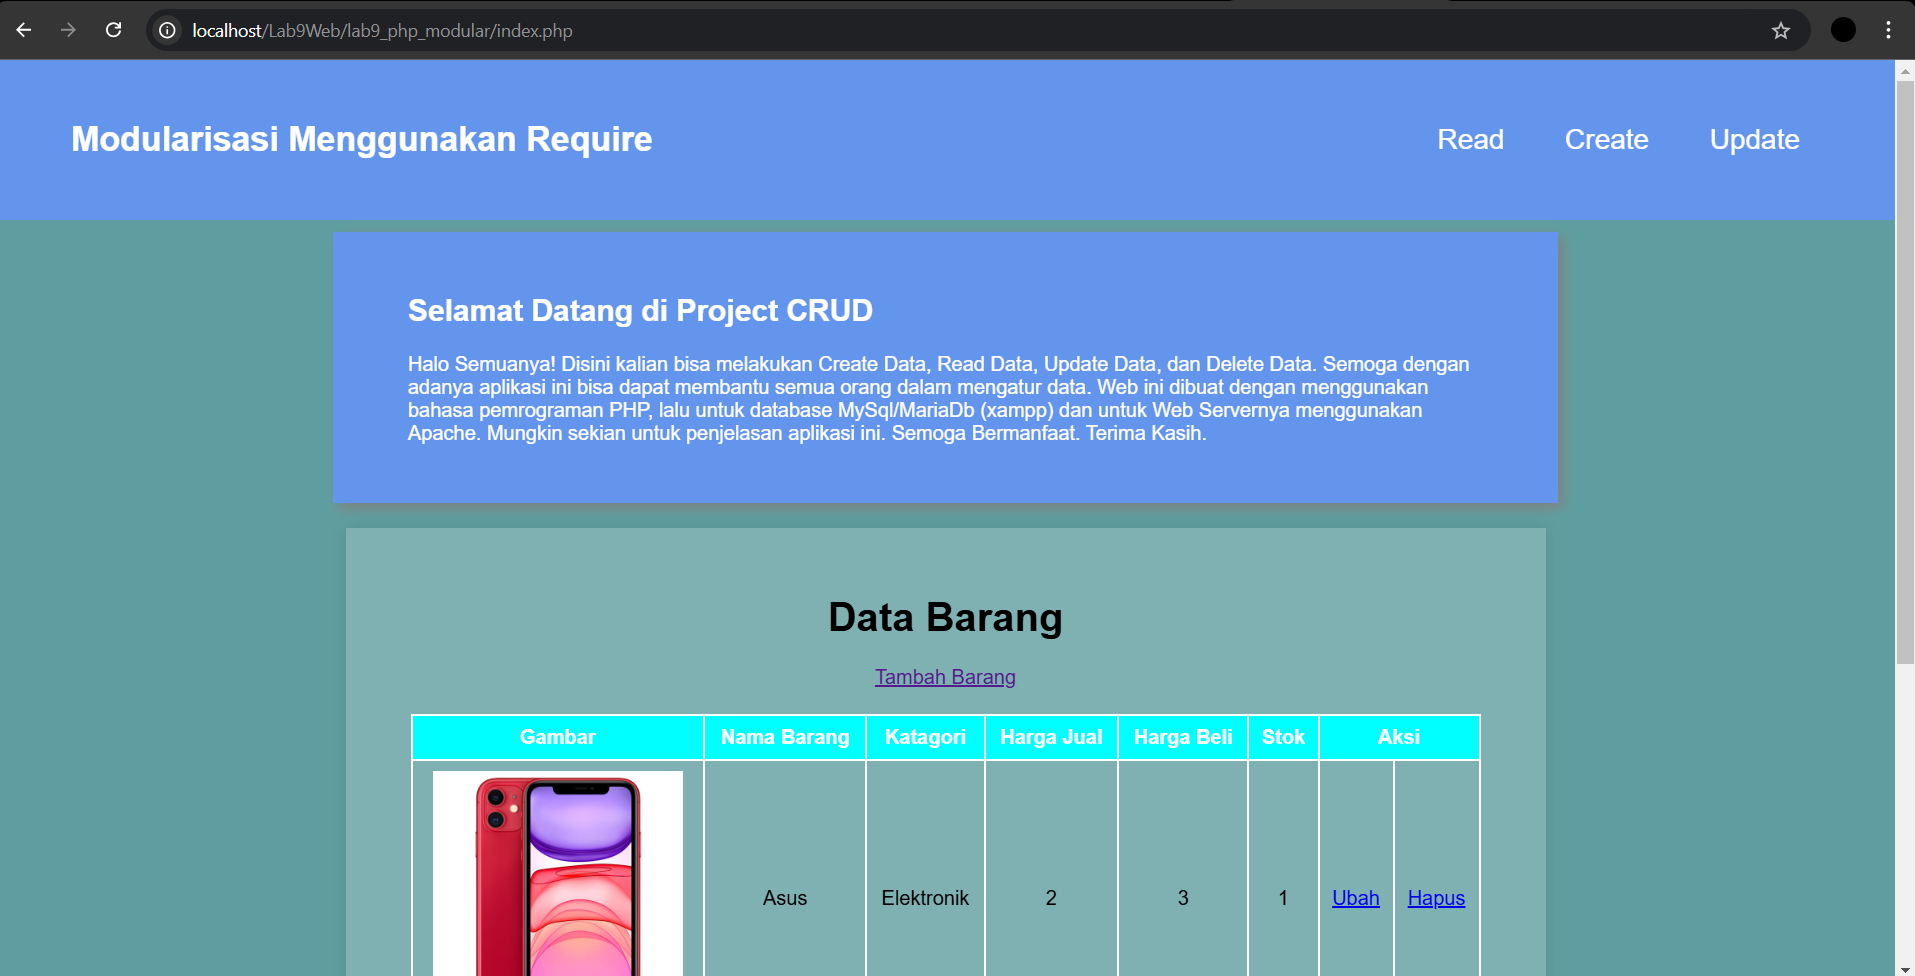 localhost/Lab9Web/lab9_php_modular/index.php
Modularisasi Menggunakan Require
Read Create Update
Selamat Datang di Project CRUD
Halo Semuanya! Disini kalian bisa melakukan Create Data, Read Data, Update Data, dan Delete Data. Semoga dengan
adanya aplikasi ini bisa dapat membantu semua orang dalam mengatur data. Web ini dibuat dengan menggunakan
bahasa pemrograman PHP, lalu untuk database MySql/MariaDb (xampp) dan untuk Web Servernya menggunakan
Apache. Mungkin sekian untuk penjelasan aplikasi ini. Semoga Bermanfaat. Terima Kasih.
Data Barang
Tambah Barang
Gambar Nama Barang Katagori Harga Jual Harga Beli Stok Aksi
Asus Elektronik 2 3 1 Ubah Hapus